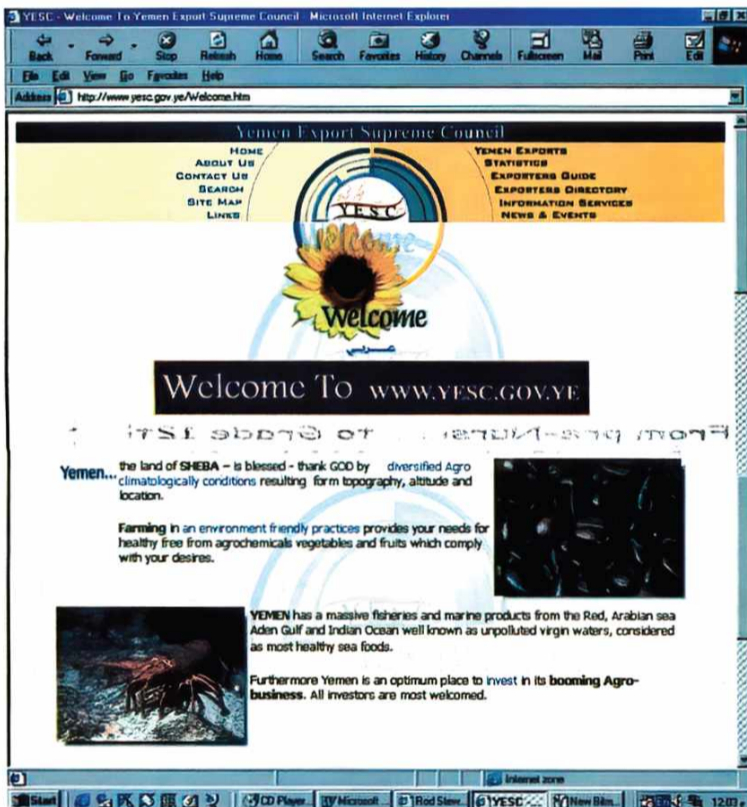 YESC - Welcome To Yemen Export Supreme Council - Microsoft Internet Explorer
Back Forward Stop Refresh Home Search Favorites History Channels Fullscreen Mail Print Edit
File Edit View Go Favorites Help
Address http://www.yesc.gov.ye/Welcome.htm
Yemen Export Supreme Council
HOME
ABOUT US
CONTACT US
SEARCH
SITE MAP
LINKS
YESC
YEMEN EXPORTS
STATISTICS
EXPORTERS GUIDE
EXPORTERS DIRECTORY
INFORMATION SERVICES
NEWS & EVENTS
Welcome
Welcome
عربي
Welcome To WWW.YESC.GOV.YE
Yemen... the land of SHEBA – is blessed - thank GOD by diversified Agro
climatologically conditions resulting form topography, altitude and
location.
Farming in an environment friendly practices provides your needs for
healthy free from agrochemicals vegetables and fruits which comply
with your desires.
YEMEN has a massive fisheries and marine products from the Red, Arabian sea
Aden Gulf and Indian Ocean well known as unpolluted virgin waters, considered
as most healthy sea foods.
Furthermore Yemen is an optimum place to invest in its booming Agro-
business. All investors are most welcomed.
Internet zone
Start CD Player... Microsoft ... Rod Stew... YESC - ... New Bitm...